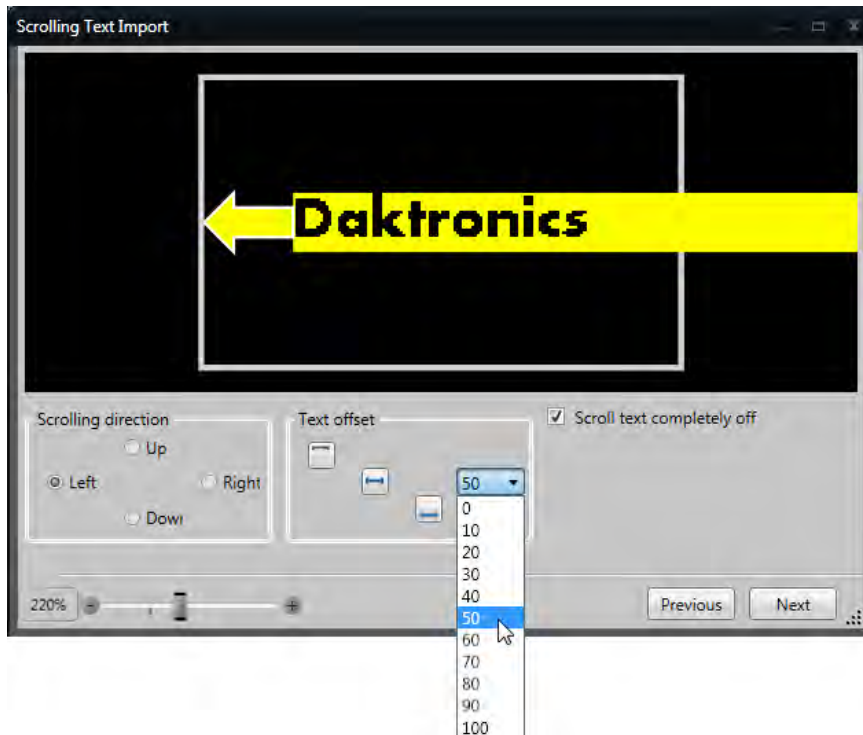 Scrolling Text Import
Daktronics
Scrolling direction
Up
Left
Right
Dowı
Text offset
50
0
10
20
30
40
50
60
70
80
90
100
Scroll text completely off
220%
Previous
Next